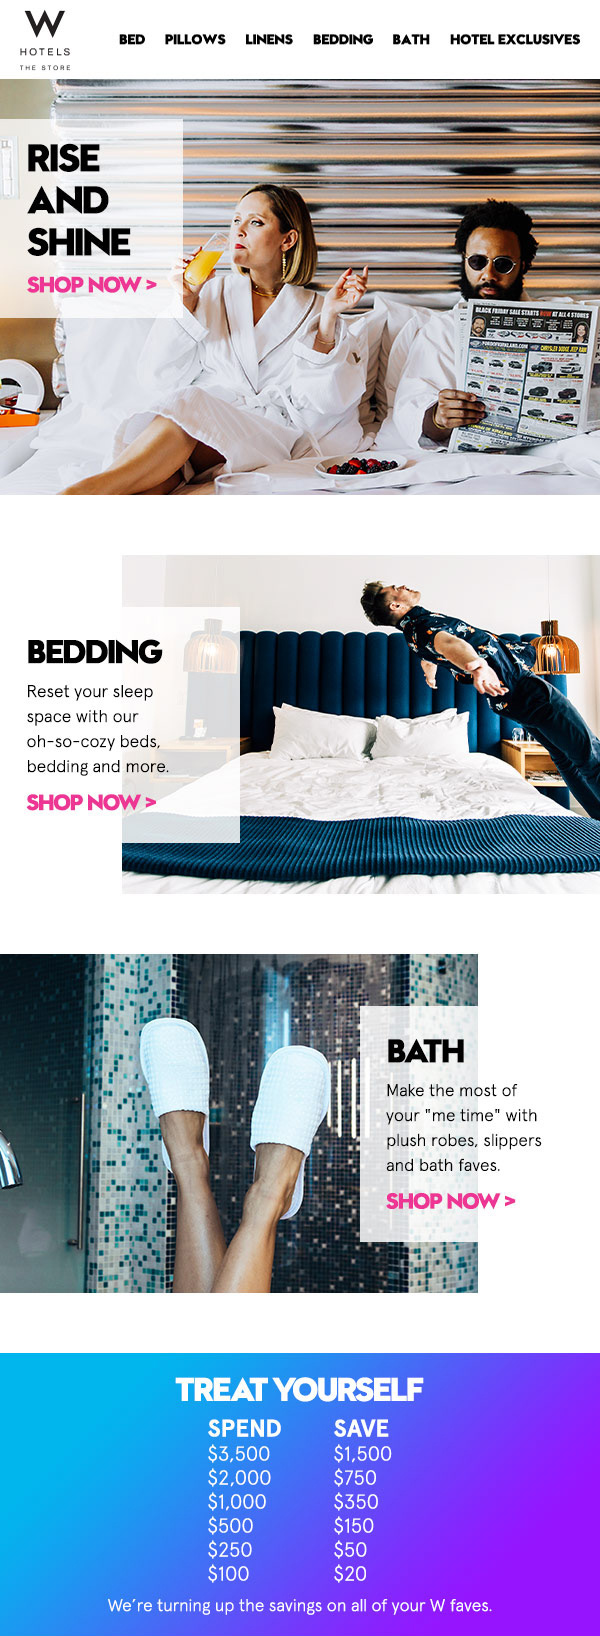 W
HOTELS
THE STORE
BED PILLOWS LINENS BEDDING BATH HOTEL EXCLUSIVES
RISE
AND
SHINE
SHOP NOW >
BLACK FRIDAY SALE STARTS NOW AT ALL 4 STORES
BEDDING
Reset your sleep
space with our
oh-so-cozy beds,
bedding and more.
SHOP NOW >
BATH
Make the most of
your "me time" with
plush robes, slippers
and bath faves.
SHOP NOW >
TREAT YOURSELF
SPEND SAVE
$3,500 $1,500
$2,000 $750
$1,000 $350
$500 $150
$250 $50
$100 $20
We're turning up the savings on all of your W faves.